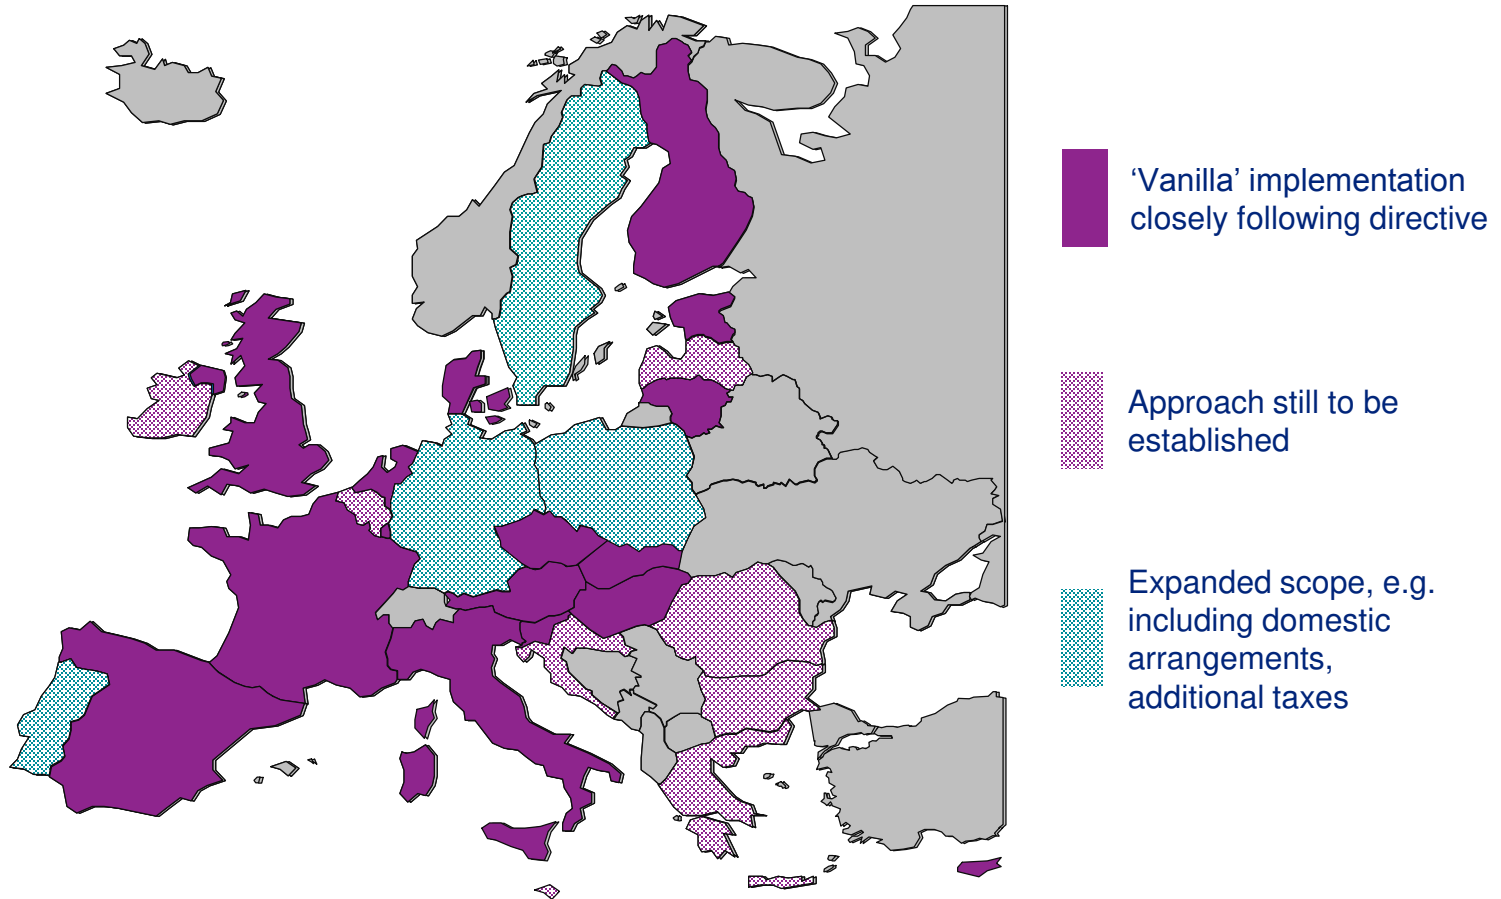 ‘Vanilla’ implementation
closely following directive
Approach still to be
established
Expanded scope, e.g.
including domestic
arrangements,
additional taxes